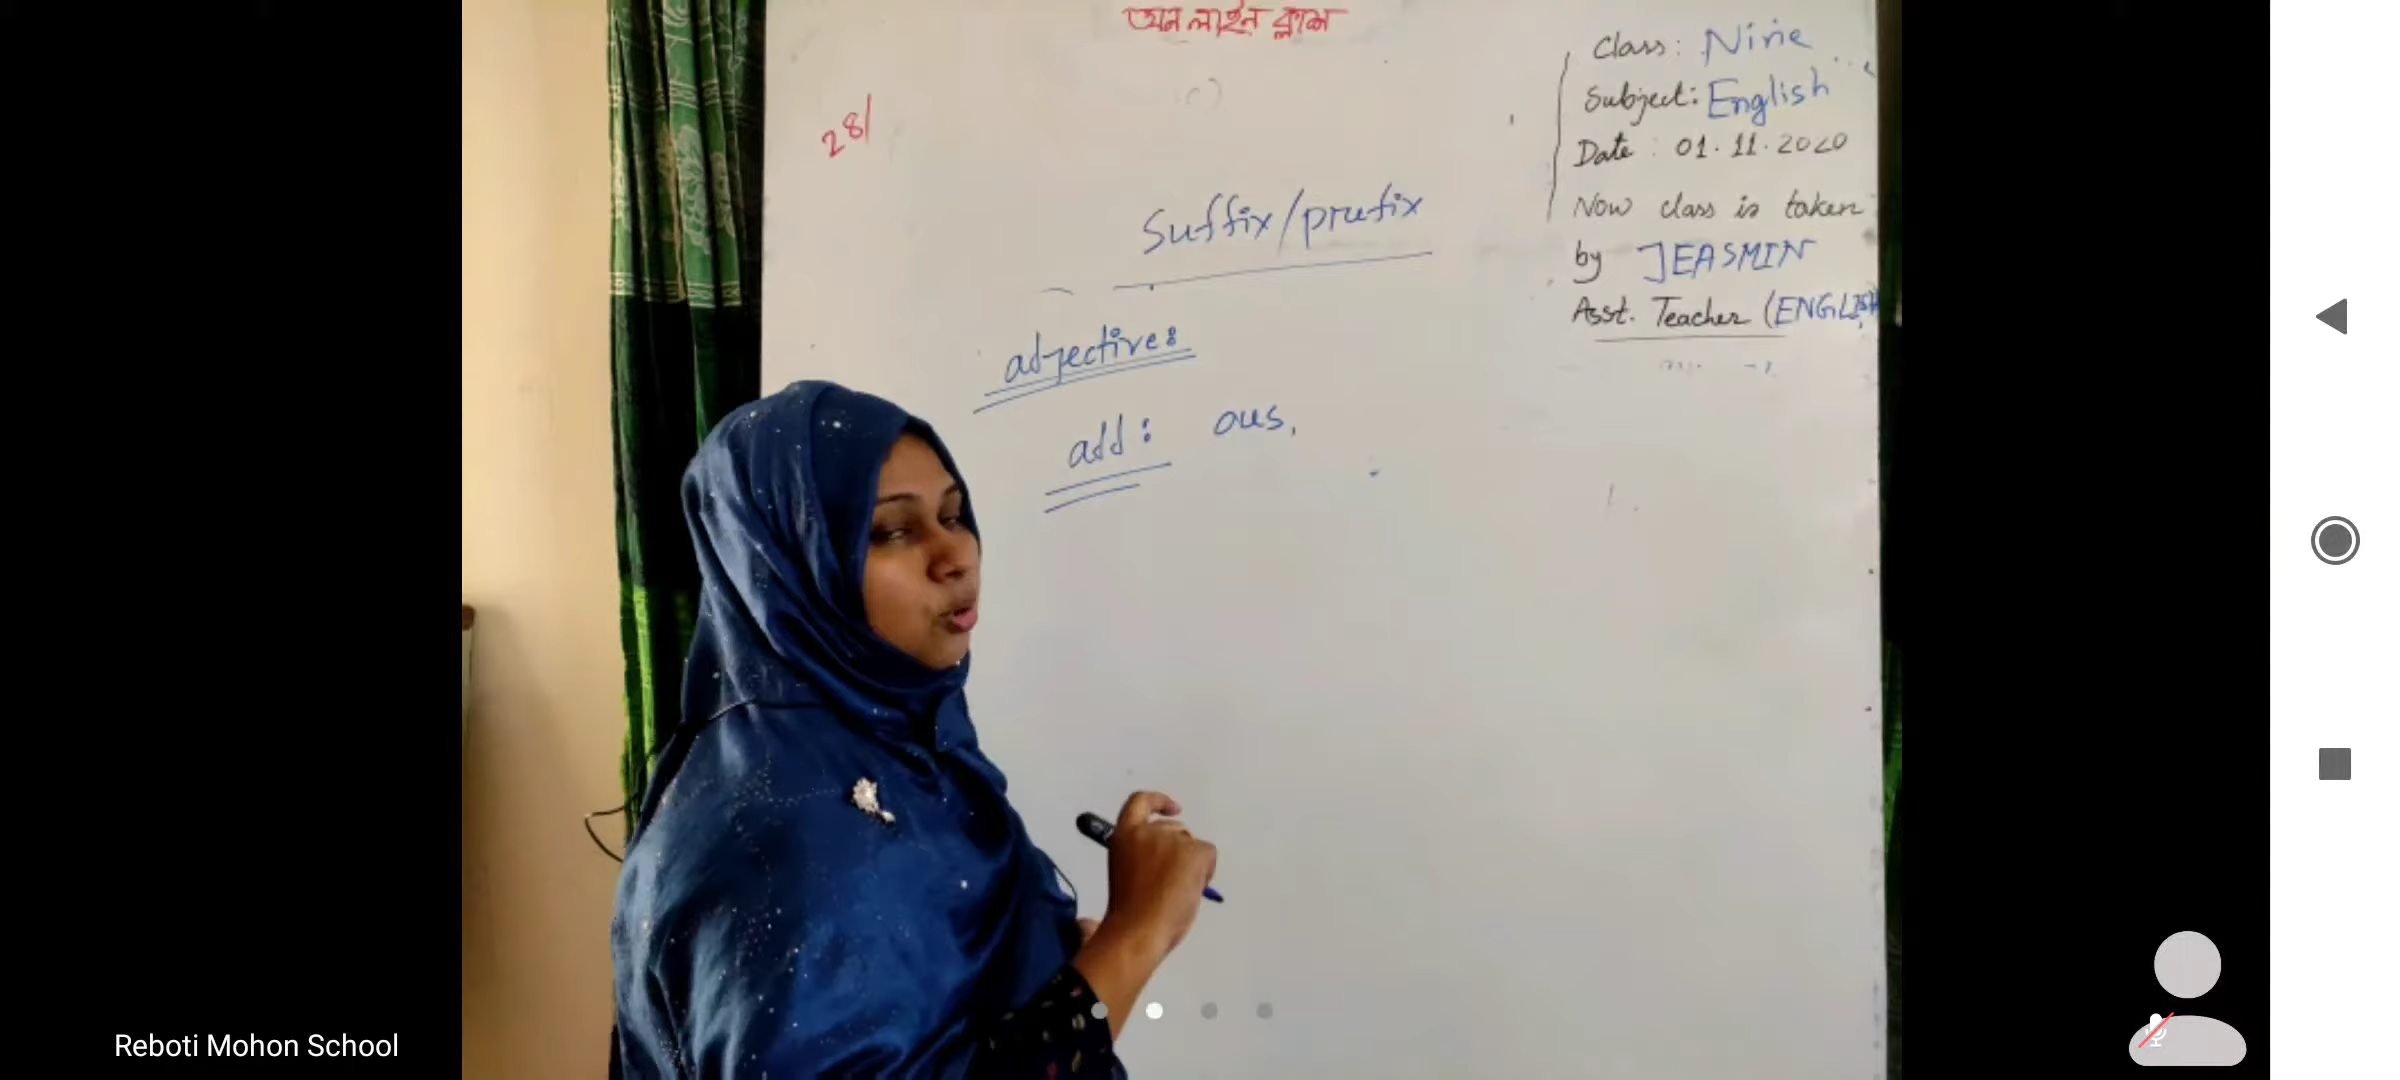 অন লাইন ক্লাশ
28/
Class: Nine
Subject: English
Date: 01.11.2020
Now class is taken
by JEASMIN
Asst. Teacher (ENGLISH
Suffix/prefix
adjective:
add: ous,
Reboti Mohon School